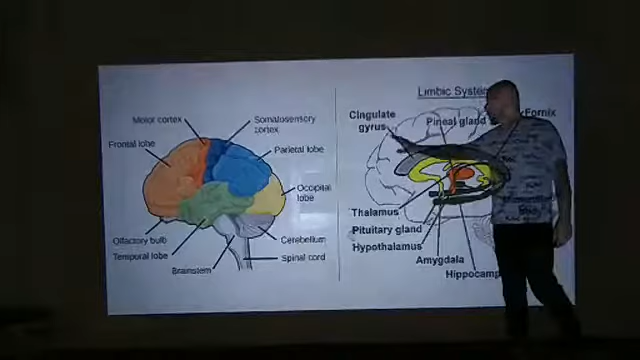 Motor cortex
Somatosensory
cortex
Frontal lobe
Parietal lobe
Occipital
lobe
Olfactory bulb
Temporal lobe
Brainstem
Cerebellum
Spinal cord
Limbic System
Cingulate
gyrus
Pineal gland
Fornix
Thalamus
Pituitary gland
Hypothalamus
Amygdala
Hippocamp